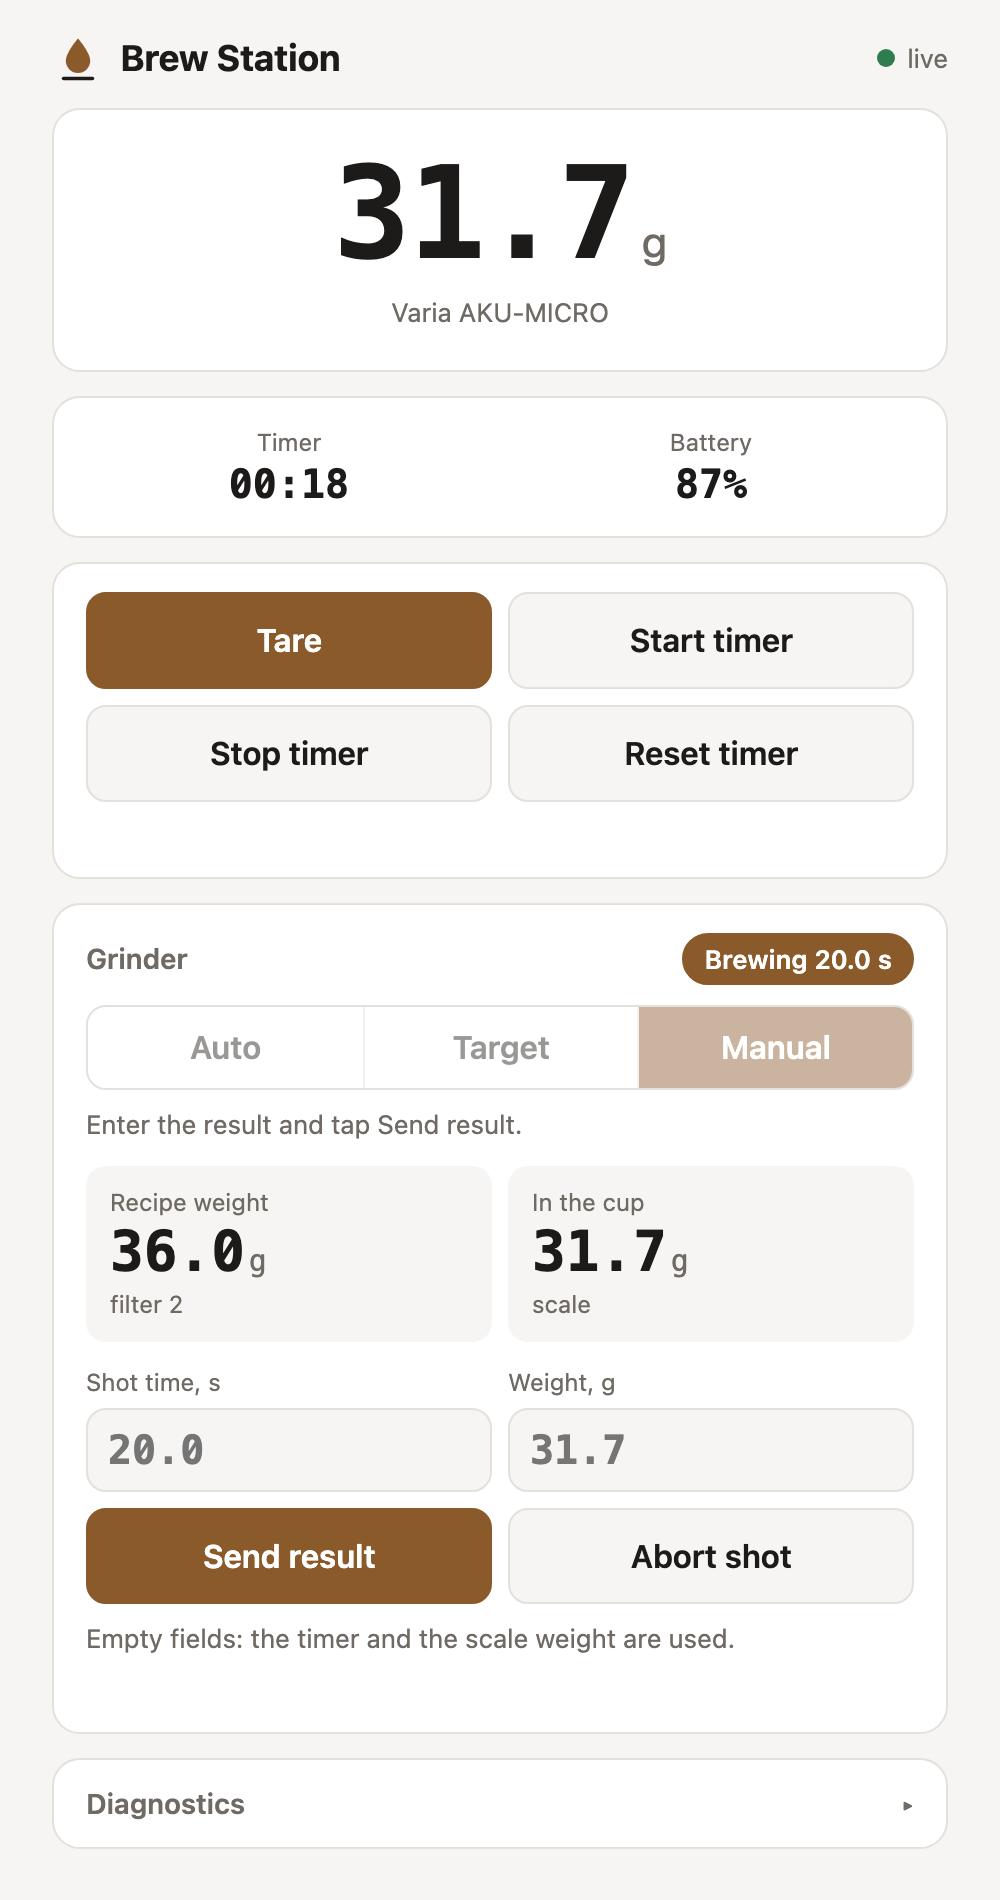 Brew Station
live
31.7 g
Varia AKU-MICRO
Timer
00:18
Battery
87%
Tare
Start timer
Stop timer
Reset timer
Grinder
Brewing 20.0 s
Auto
Target
Manual
Enter the result and tap Send result.
Recipe weight
36.0 g
filter 2
In the cup
31.7 g
scale
Shot time, s
20.0
Weight, g
31.7
Send result
Abort shot
Empty fields: the timer and the scale weight are used.
Diagnostics